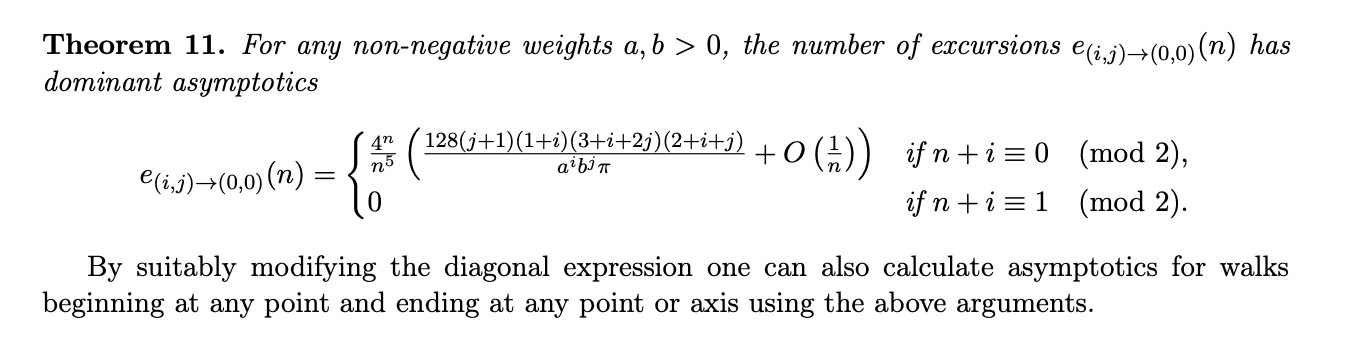 Theorem 11. For any non-negative weights a, b > 0, the number of excursions e_{(i,j)→(0,0)}(n) has
dominant asymptotics
e_{(i,j)→(0,0)}(n) = { \frac{4^n}{n^5} ( \frac{128(j+1)(1+i)(3+i+2j)(2+i+j)}{a^i b^j π} + O(\frac{1}{n}) ) if n + i ≡ 0 (mod 2),
0 if n + i ≡ 1 (mod 2).
By suitably modifying the diagonal expression one can also calculate asymptotics for walks
beginning at any point and ending at any point or axis using the above arguments.